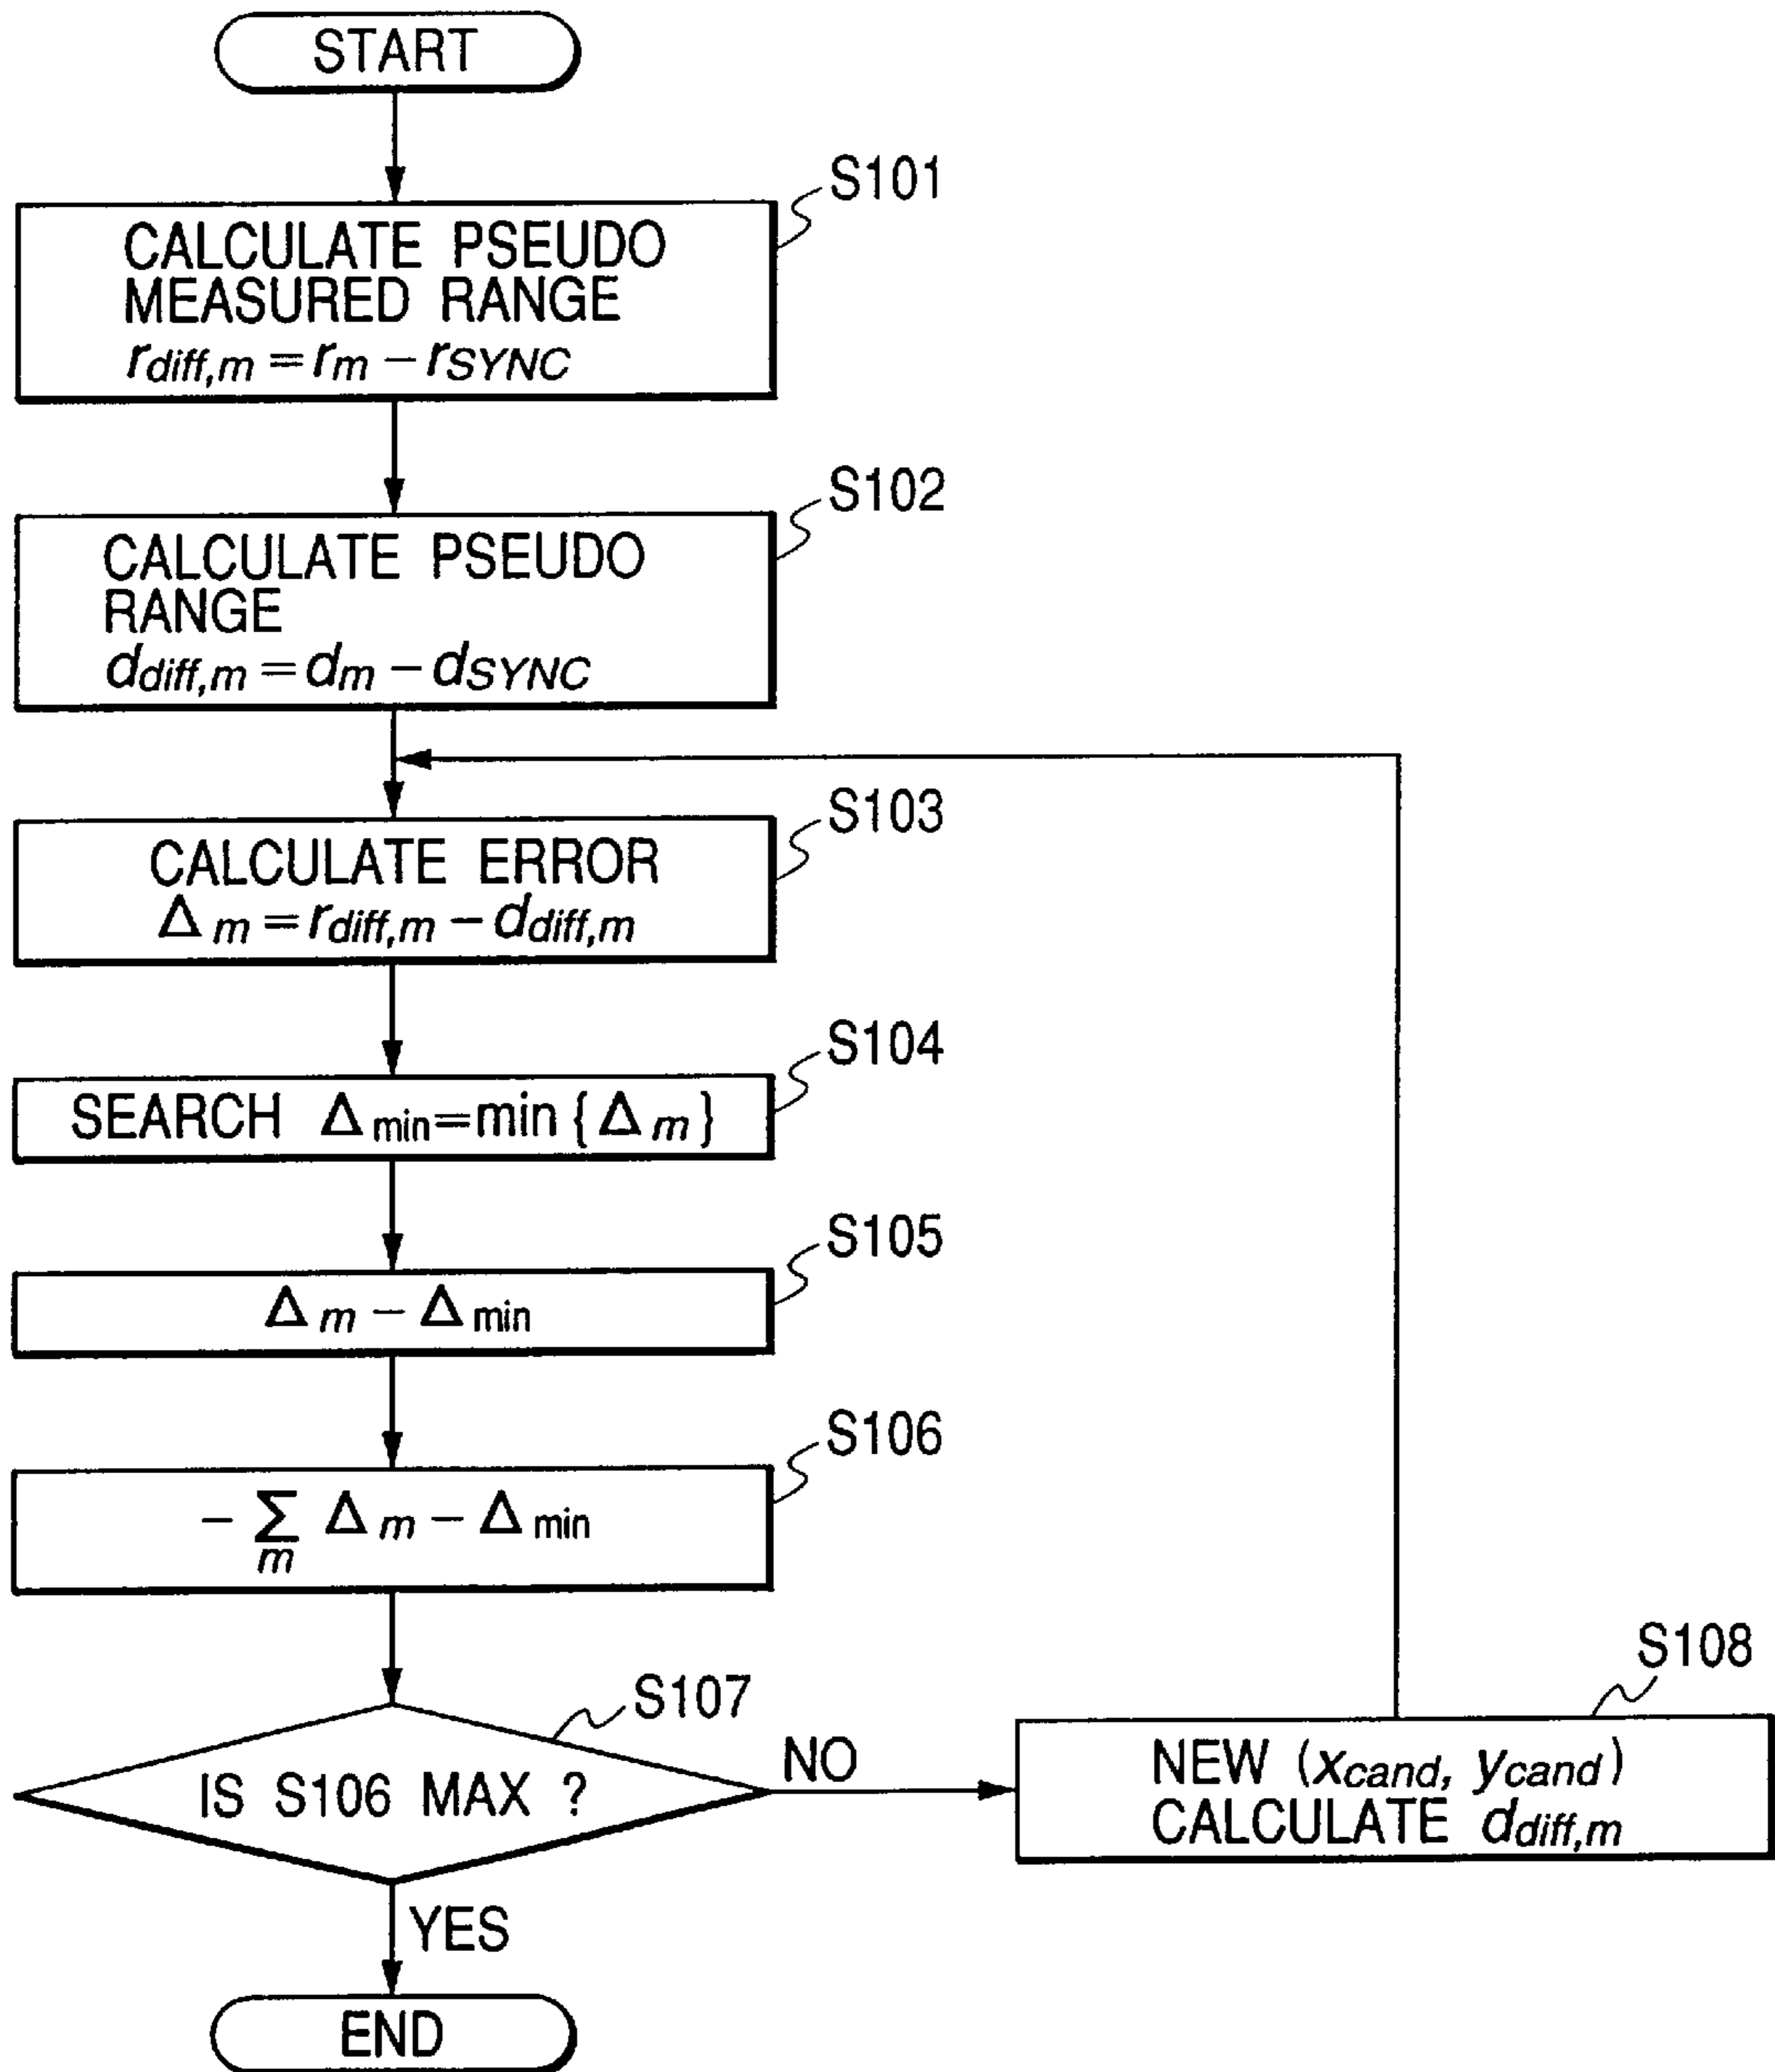 START
S101
CALCULATE PSEUDO
MEASURED RANGE
r_diff,m = r_m − r_SYNC
S102
CALCULATE PSEUDO
RANGE
d_diff,m = d_m − d_SYNC
S103
CALCULATE ERROR
Δ_m = r_diff,m − d_diff,m
S104
SEARCH Δ_min = min { Δ_m }
S105
Δ_m − Δ_min
S106
− Σ_m Δ_m − Δ_min
S107
IS S106 MAX ?
NO
S108
NEW (x_cand, y_cand)
CALCULATE d_diff,m
YES
END